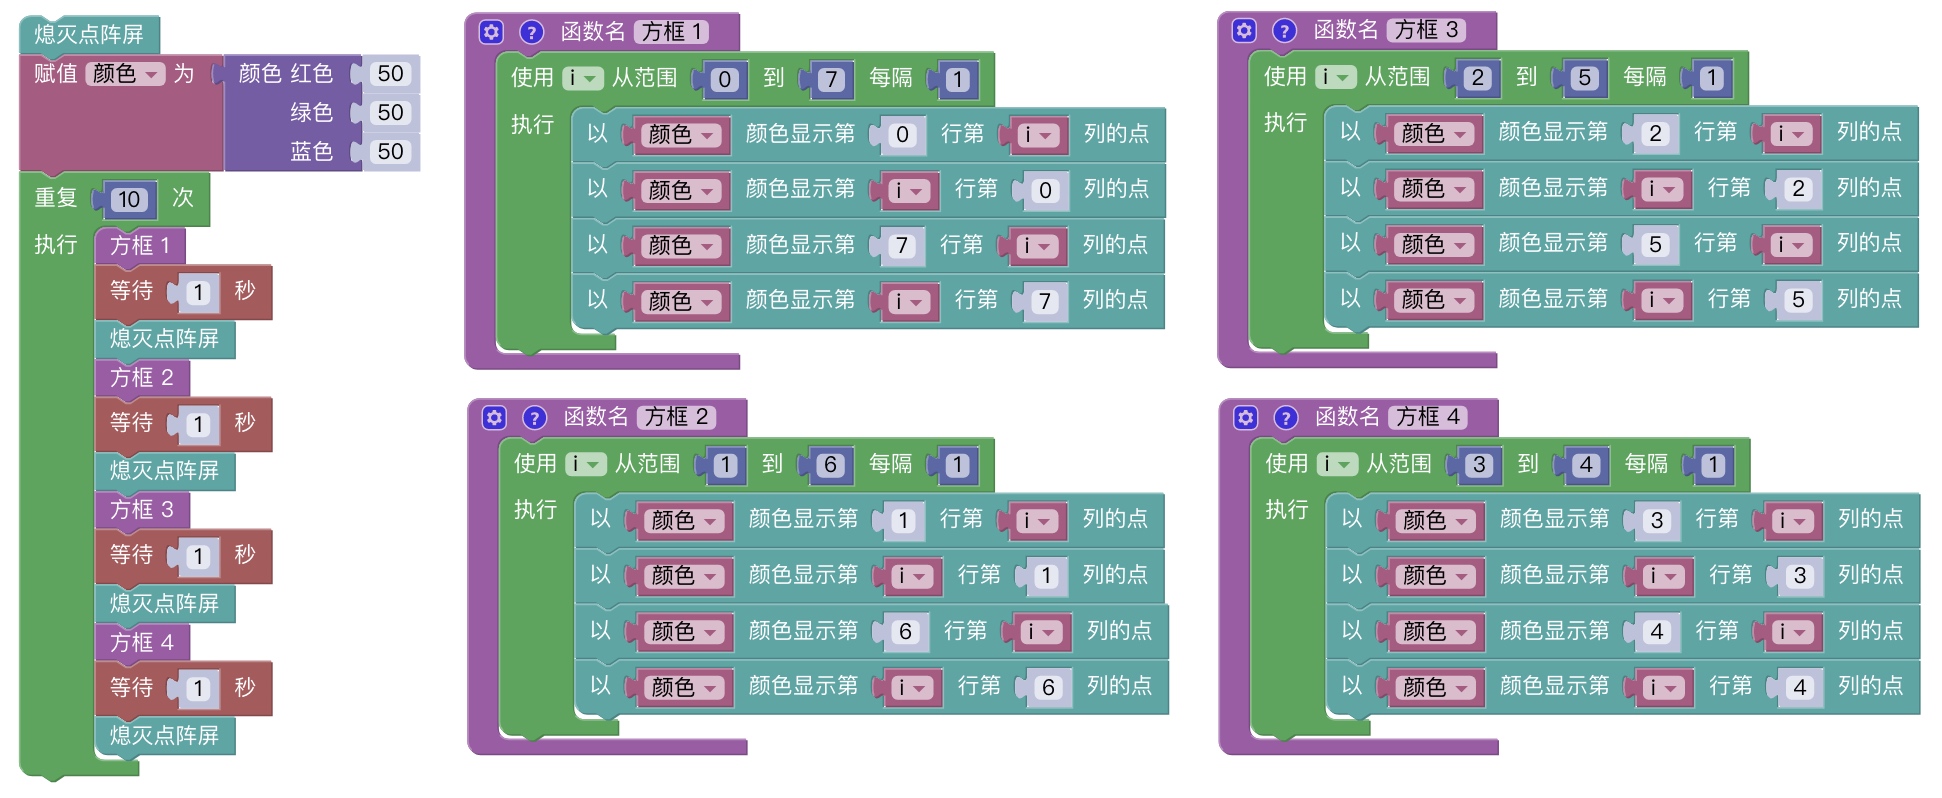 熄灭点阵屏
赋值 颜色 为 颜色 红色 50
绿色 50
蓝色 50
重复 10 次
执行 方框 1
等待 1 秒
熄灭点阵屏
方框 2
等待 1 秒
熄灭点阵屏
方框 3
等待 1 秒
熄灭点阵屏
方框 4
等待 1 秒
熄灭点阵屏
? 函数名 方框 1
使用 i 从范围 0 到 7 每隔 1
执行 以 颜色 颜色显示第 0 行第 i 列的点
以 颜色 颜色显示第 i 行第 0 列的点
以 颜色 颜色显示第 7 行第 i 列的点
以 颜色 颜色显示第 i 行第 7 列的点
? 函数名 方框 2
使用 i 从范围 1 到 6 每隔 1
执行 以 颜色 颜色显示第 1 行第 i 列的点
以 颜色 颜色显示第 i 行第 1 列的点
以 颜色 颜色显示第 6 行第 i 列的点
以 颜色 颜色显示第 i 行第 6 列的点
? 函数名 方框 3
使用 i 从范围 2 到 5 每隔 1
执行 以 颜色 颜色显示第 2 行第 i 列的点
以 颜色 颜色显示第 i 行第 2 列的点
以 颜色 颜色显示第 5 行第 i 列的点
以 颜色 颜色显示第 i 行第 5 列的点
? 函数名 方框 4
使用 i 从范围 3 到 4 每隔 1
执行 以 颜色 颜色显示第 3 行第 i 列的点
以 颜色 颜色显示第 i 行第 3 列的点
以 颜色 颜色显示第 4 行第 i 列的点
以 颜色 颜色显示第 i 行第 4 列的点